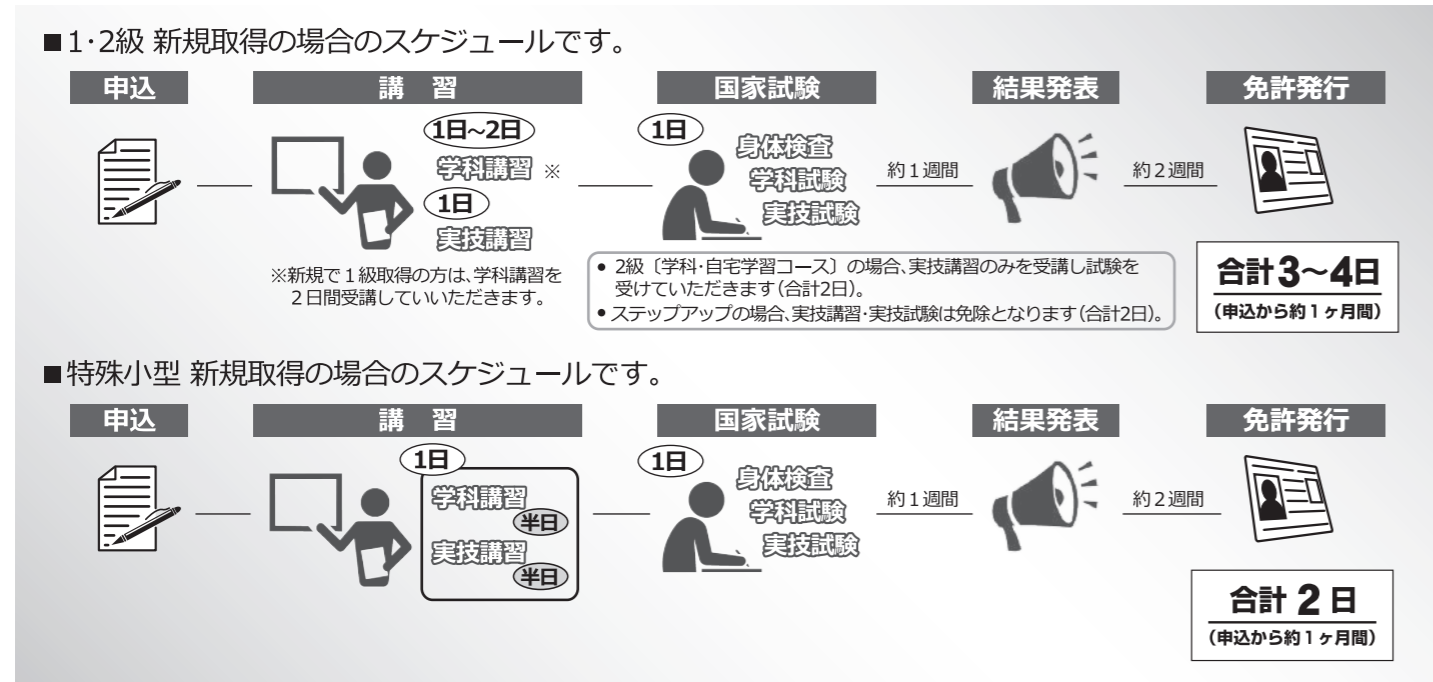 ■1･2級 新規取得の場合のスケジュールです。
申込
講 習
国家試験
結果発表
免許発行
1日~2日
学科講習 ※
1日
実技講習
※新規で１級取得の方は、学科講習を
２日間受講していいただきます。
1日
身体検査
学科試験
実技試験
約１週間
約２週間
• 2級〔学科･自宅学習コース〕の場合、実技講習のみを受講し試験を
受けていただきます（合計2日）。
• ステップアップの場合、実技講習･実技試験は免除となります（合計2日）。
合計3～4日
（申込から約１ヶ月間）
■特殊小型 新規取得の場合のスケジュールです。
申込
講 習
国家試験
結果発表
免許発行
1日
学科講習
半日
実技講習
半日
1日
身体検査
学科試験
実技試験
約１週間
約２週間
合計 2 日
（申込から約１ヶ月間）